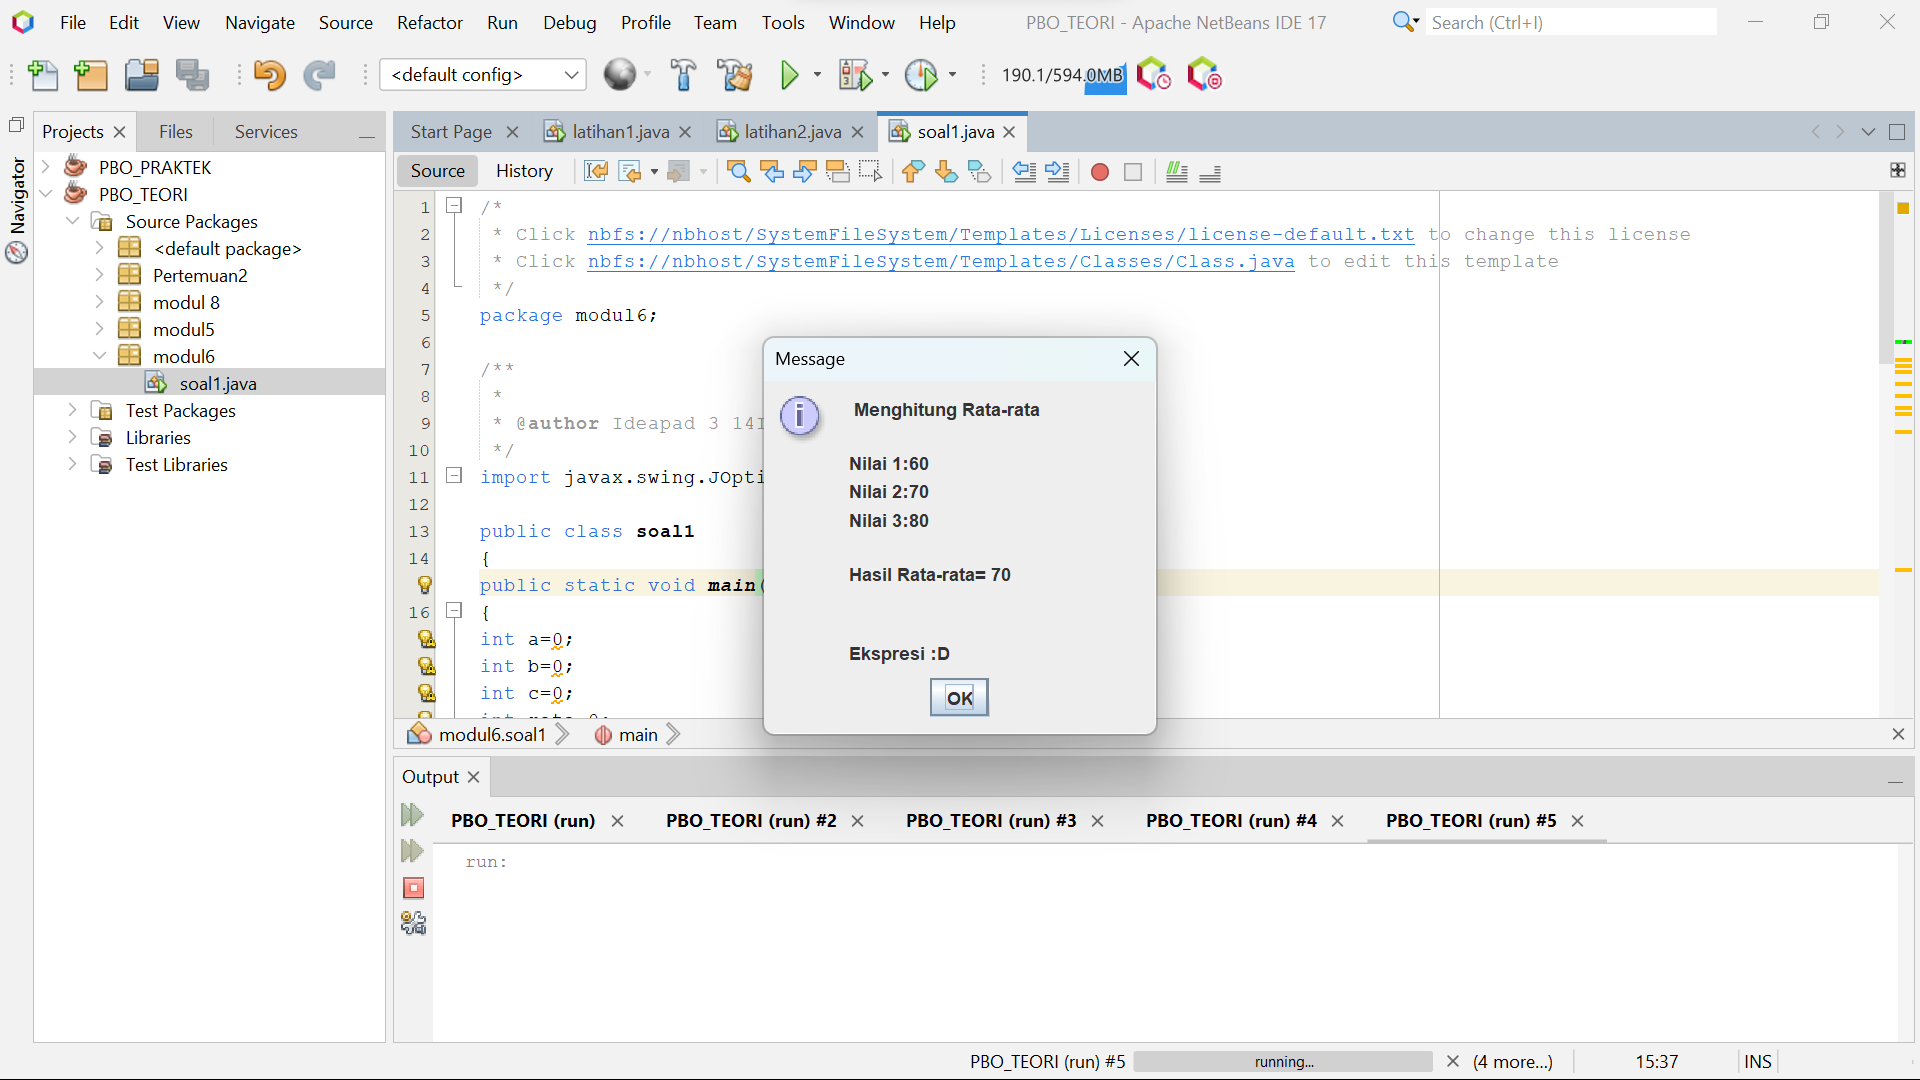 File Edit View Navigate Source Refactor Run Debug Profile Team Tools Window Help PBO_TEORI - Apache NetBeans IDE 17 Search (Ctrl+I)
<default config> 190.1/594.0MB
Projects Files Services
Start Page latihan1.java latihan2.java soal1.java
Source History
Navigator
PBO_PRAKTEK
PBO_TEORI
Source Packages
<default package>
Pertemuan2
modul 8
modul5
modul6
soal1.java
Test Packages
Libraries
Test Libraries
1 /*
2 * Click nbfs://nbhost/SystemFileSystem/Templates/Licenses/license-default.txt to change this license
3 * Click nbfs://nbhost/SystemFileSystem/Templates/Classes/Class.java to edit this template
4 */
5 package modul6;
6
7 /**
8 *
9 * @author Ideapad 3 14I
10 */
11 import javax.swing.JOpti
12
13 public class soal1
14 {
public static void main(
16 {
int a=0;
int b=0;
int c=0;
Message
Menghitung Rata-rata
Nilai 1:60
Nilai 2:70
Nilai 3:80
Hasil Rata-rata= 70
Ekspresi :D
OK
modul6.soal1 main
Output
PBO_TEORI (run) PBO_TEORI (run) #2 PBO_TEORI (run) #3 PBO_TEORI (run) #4 PBO_TEORI (run) #5
run:
PBO_TEORI (run) #5 running... (4 more...) 15:37 INS